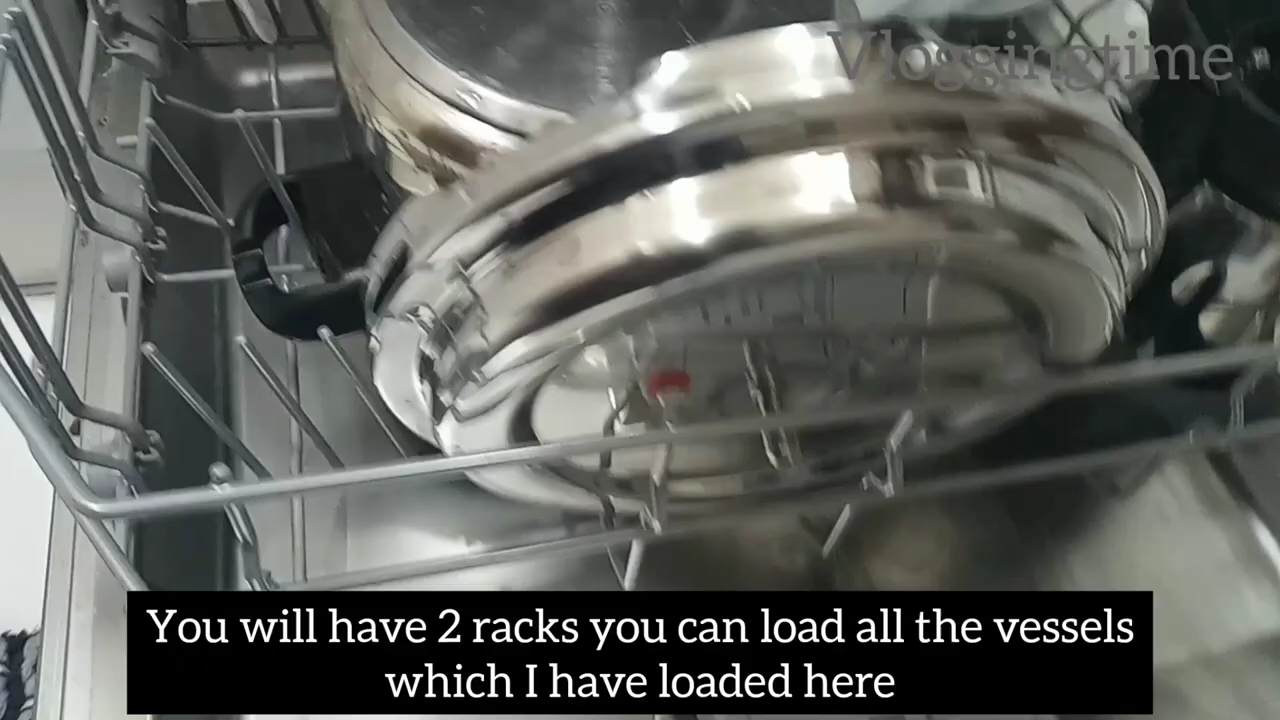 Vloggingtime
You will have 2 racks you can load all the vessels
which I have loaded here